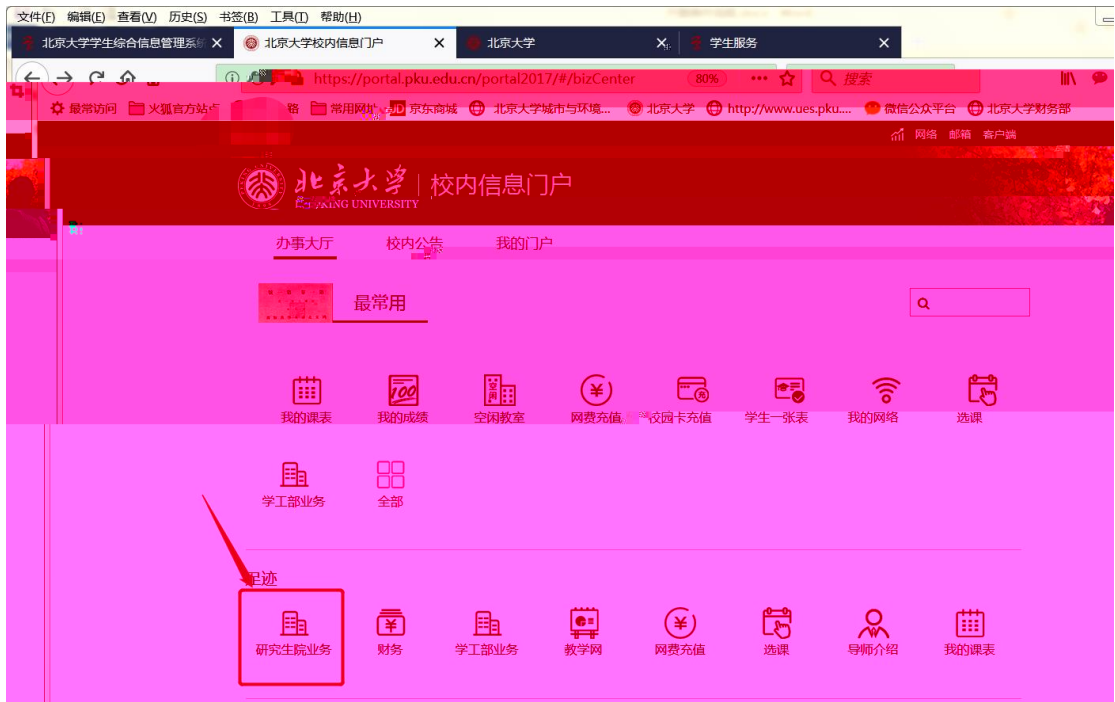 文件(F) 编辑(E) 查看(V) 历史(S) 书签(B) 工具(T) 帮助(H)
北京大学学生综合信息管理系统 北京大学校内信息门户 北京大学 学生服务
https://portal.pku.edu.cn/portal2017/#/bizCenter 80% 搜索
最常访问 火狐官方站点 常用网址 JD 京东商城 北京大学城市与环境... 北京大学 http://www.ues.pku.... 微信公众平台 北京大学财务部
网络 邮箱 客户端
北京大学 校内信息门户
PEKING UNIVERSITY
办事大厅 校内公告 我的门户
最常用
100 空闲
我的课表 我的成绩 空闲教室 网费充值 校园卡充值 学生一张表 我的网络 选课
学工部业务 全部
足迹
研究生院业务 财务 学工部业务 教学网 网费充值 选课 导师介绍 我的课表